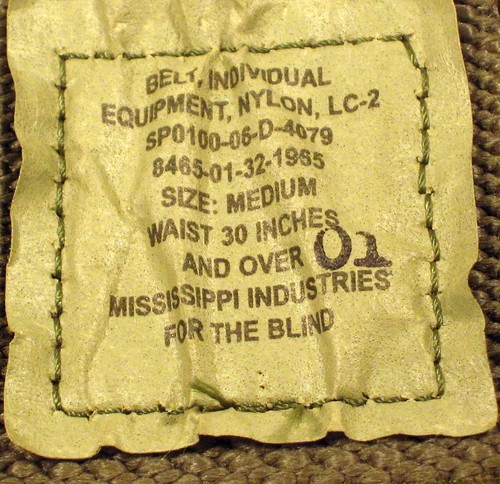 BELT, INDIVIDUAL
EQUIPMENT, NYLON, LC-2
SP0100-06-D-4079
8465-01-32-1965
SIZE: MEDIUM
WAIST 30 INCHES
AND OVER 01
MISSISSIPPI INDUSTRIES
FOR THE BLIND